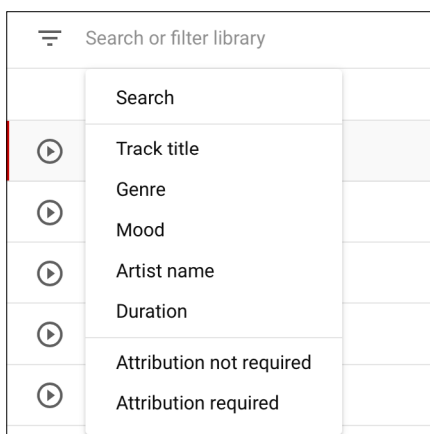 Search or filter library
Search
Track title
Genre
Mood
Artist name
Duration
Attribution not required
Attribution required